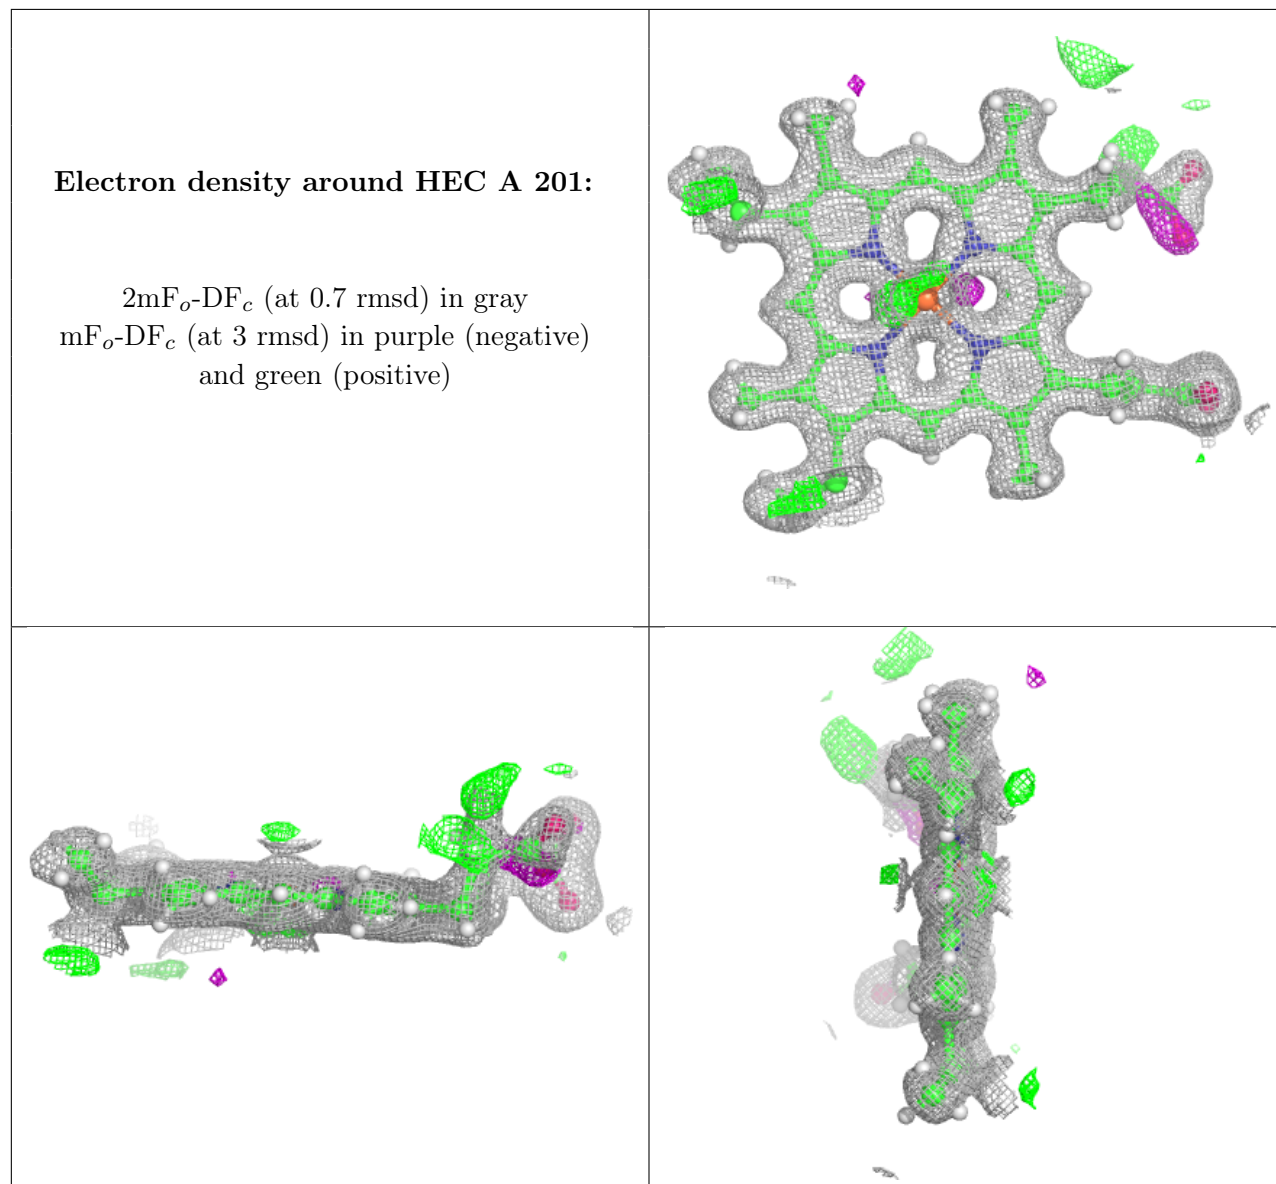 Electron density around HEC A 201:
2mFo-DFc (at 0.7 rmsd) in gray
mFo-DFc (at 3 rmsd) in purple (negative)
and green (positive)